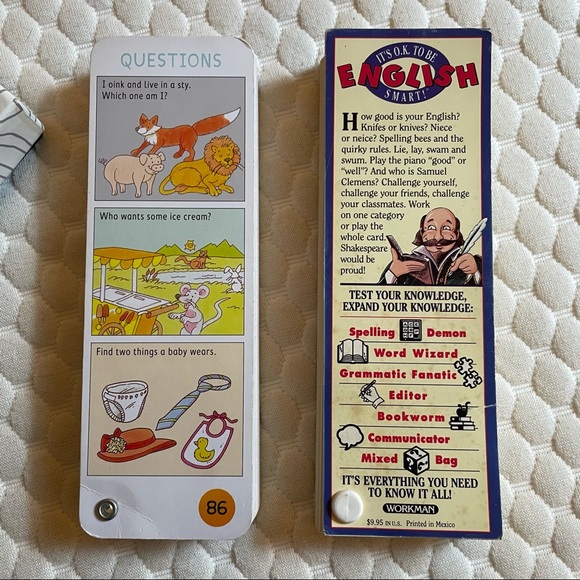 QUESTIONS
I oink and live in a sty.
Which one am I?
Who wants some ice cream?
Find two things a baby wears.
86
IT'S O.K. TO BE
ENGLISH
SMART!
How good is your English?
Knifes or knives? Niece
or neice? Spelling bees and the
quirky rules. Lie, lay, swam and
swum. Play the piano "good" or
"well"? And who is Samuel
Clemens? Challenge yourself,
challenge your friends, challenge
your classmates. Work
on one category
or play the
whole card.
Shakespeare
would be
proud!
TEST YOUR KNOWLEDGE,
EXPAND YOUR KNOWLEDGE:
Spelling Demon
Word Wizard
Grammatic Fanatic
Editor
Bookworm
Communicator
Mixed Bag
IT'S EVERYTHING YOU NEED
TO KNOW IT ALL!
WORKMAN
$9.95 IN U.S. Printed in Mexico